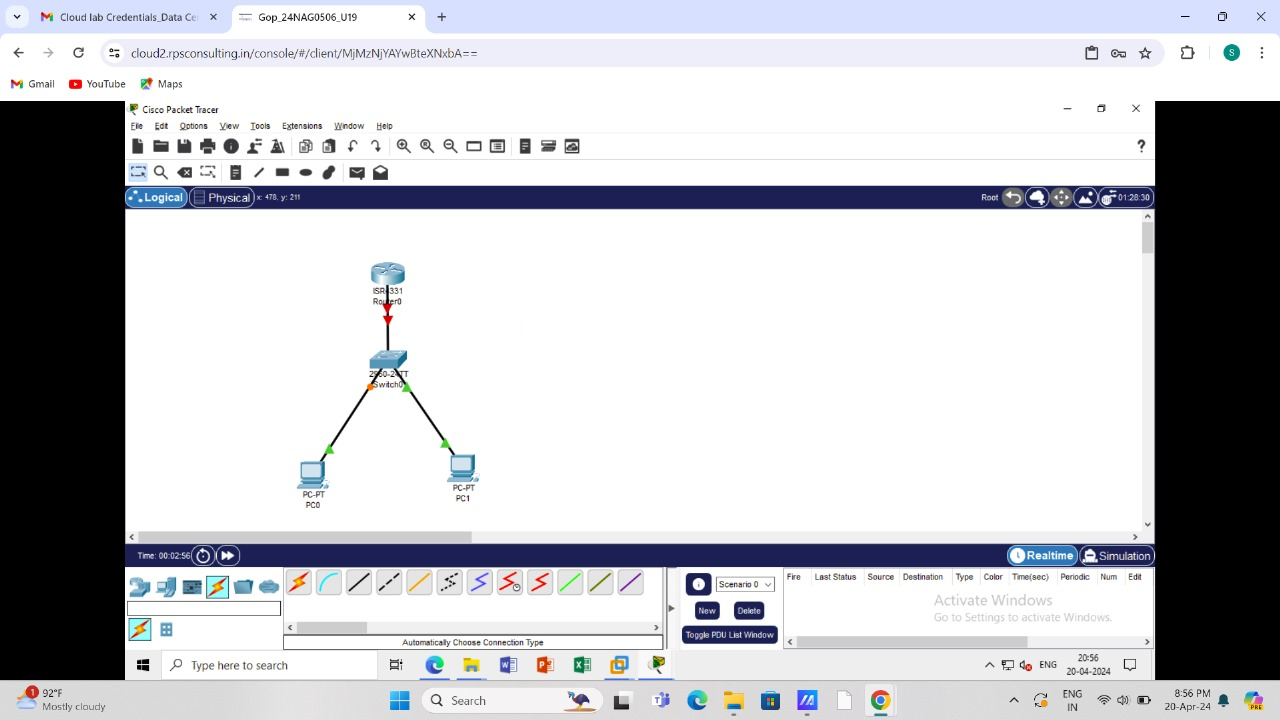 Cloud lab Credentials_Da
Gop_24NAG0506_U19
cloud2.rpsconsulting.in/console/#/client/MjMzNjYAYwBteXNxbA==
S
Gmail
YouTube
Maps
Cisco Packet Tracer
File Edit Options View Tools Extensions Window Help
?
Logical Physical x: 478, y: 211
Root 01:28:30
Router0
Switch0
PC-PT
PC0
PC-PT
PC1
Time: 00:02:56
Realtime Simulation
Scenario 0
New Delete
Toggle PDU List Window
Fire Last Status Source Destination Type Color Time(sec) Periodic Num Edit
Automatically Choose Connection Type
Activate Windows
Go to Settings to activate Windows.
Type here to search
ENG
20:56
20-04-2024
1
92°F
Mostly cloudy
Search
ENG
IN
8:56 PM
20-Apr-24
PRE